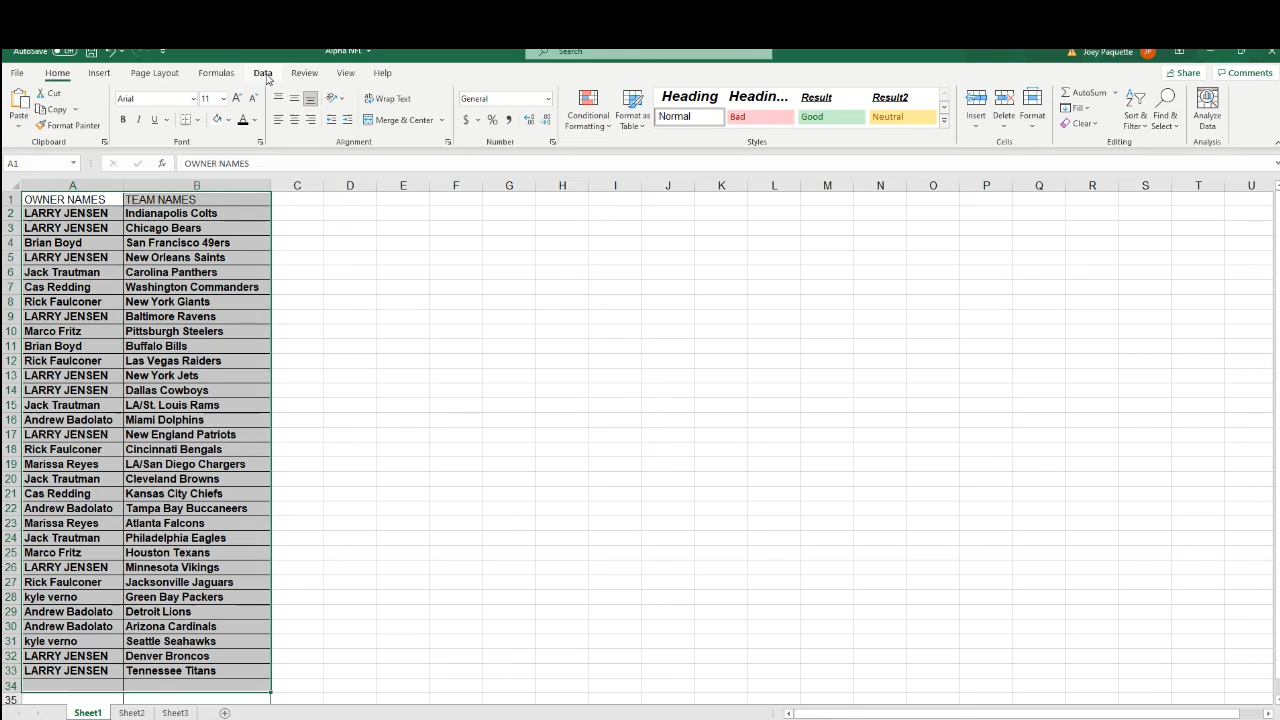 AutoSave Off Alpha NFL Search Joey Paquette JP
File Home Insert Page Layout Formulas Data Review View Help Share Comments
Paste Cut Copy Format Painter Clipboard
Arial 11 B I U A Font
Wrap Text Merge & Center Alignment
General $ % Number
Conditional Formatting Format as Table
Heading Headin... Result Result2
Normal Bad Good Neutral Styles
Insert Delete Format Cells
AutoSum Fill Clear Sort & Filter Find & Select Editing
Analyze Data Analysis
A1 fx OWNER NAMES
A B C D E F G H I J K L M N O P Q R S T U
1 OWNER NAMES TEAM NAMES
2 LARRY JENSEN Indianapolis Colts
3 LARRY JENSEN Chicago Bears
4 Brian Boyd San Francisco 49ers
5 LARRY JENSEN New Orleans Saints
6 Jack Trautman Carolina Panthers
7 Cas Redding Washington Commanders
8 Rick Faulconer New York Giants
9 LARRY JENSEN Baltimore Ravens
10 Marco Fritz Pittsburgh Steelers
11 Brian Boyd Buffalo Bills
12 Rick Faulconer Las Vegas Raiders
13 LARRY JENSEN New York Jets
14 LARRY JENSEN Dallas Cowboys
15 Jack Trautman LA/St. Louis Rams
16 Andrew Badolato Miami Dolphins
17 LARRY JENSEN New England Patriots
18 Rick Faulconer Cincinnati Bengals
19 Marissa Reyes LA/San Diego Chargers
20 Jack Trautman Cleveland Browns
21 Cas Redding Kansas City Chiefs
22 Andrew Badolato Tampa Bay Buccaneers
23 Marissa Reyes Atlanta Falcons
24 Jack Trautman Philadelphia Eagles
25 Marco Fritz Houston Texans
26 LARRY JENSEN Minnesota Vikings
27 Rick Faulconer Jacksonville Jaguars
28 kyle verno Green Bay Packers
29 Andrew Badolato Detroit Lions
30 Andrew Badolato Arizona Cardinals
31 kyle verno Seattle Seahawks
32 LARRY JENSEN Denver Broncos
33 LARRY JENSEN Tennessee Titans
34
35
Sheet1 Sheet2 Sheet3